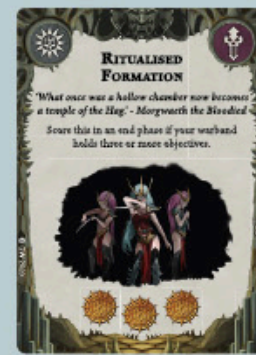 RITUALISED
FORMATION
'What once was a hollow chamber now becomes
a temple of the Hag.' - Morgwaeth the Bloodied
Score this in an end phase if your warband
holds three or more objectives.